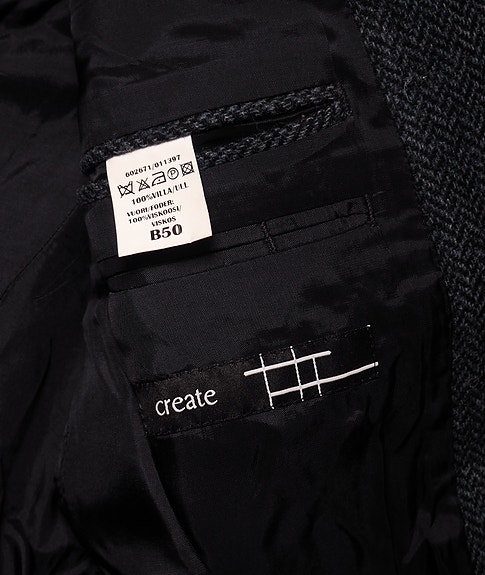 602671/011397
100%VILLA/ULL
VUORI/FODER:
100%VISKOOSI/
VISKOS
B50
create